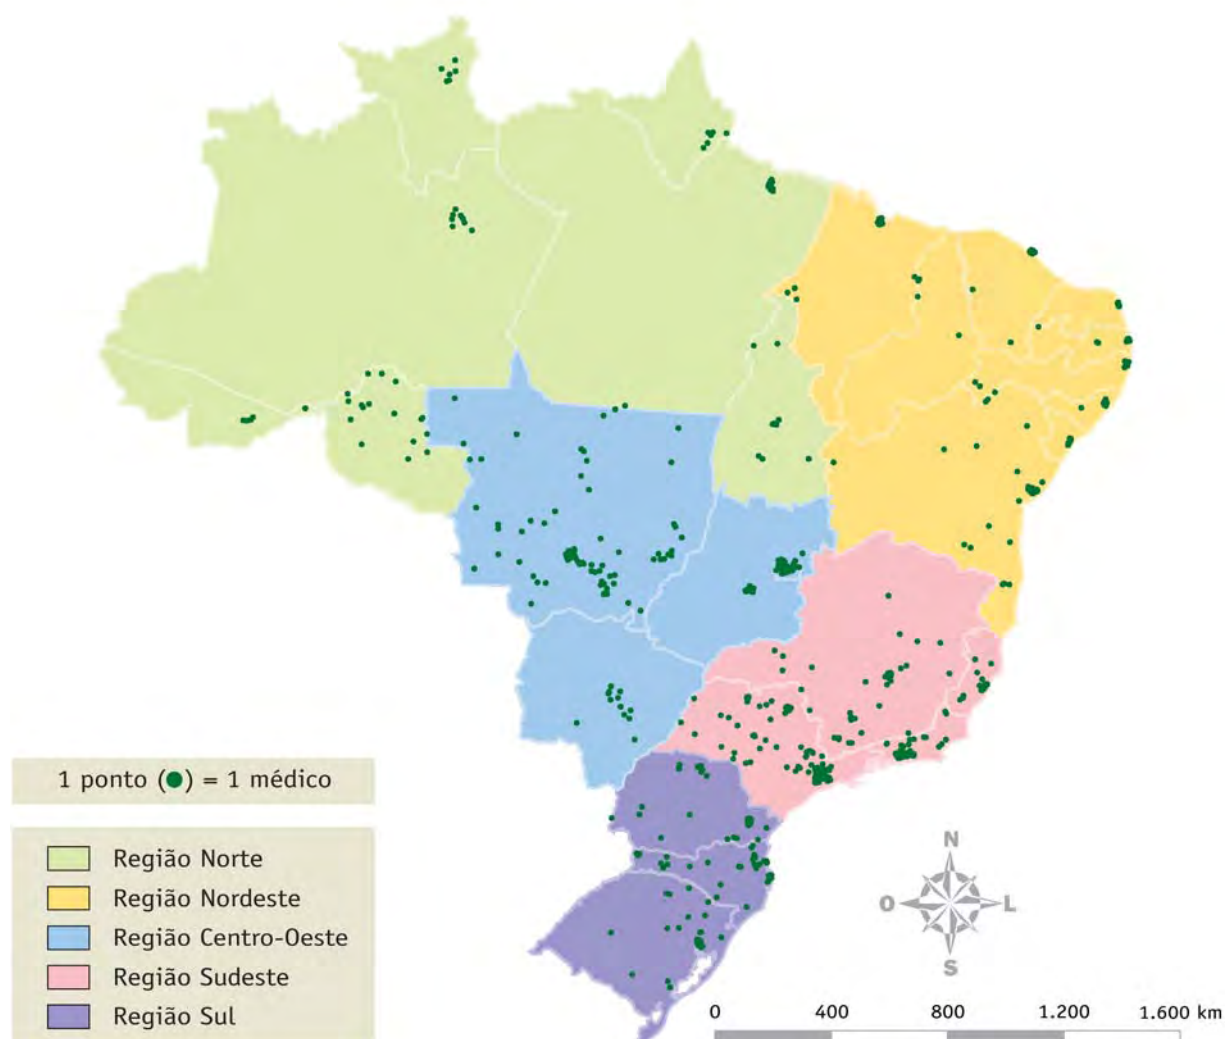 1 ponto (●) = 1 médico
Região Norte
Região Nordeste
Região Centro-Oeste
Região Sudeste
Região Sul
N
O
L
S
0 400 800 1.200 1.600 km